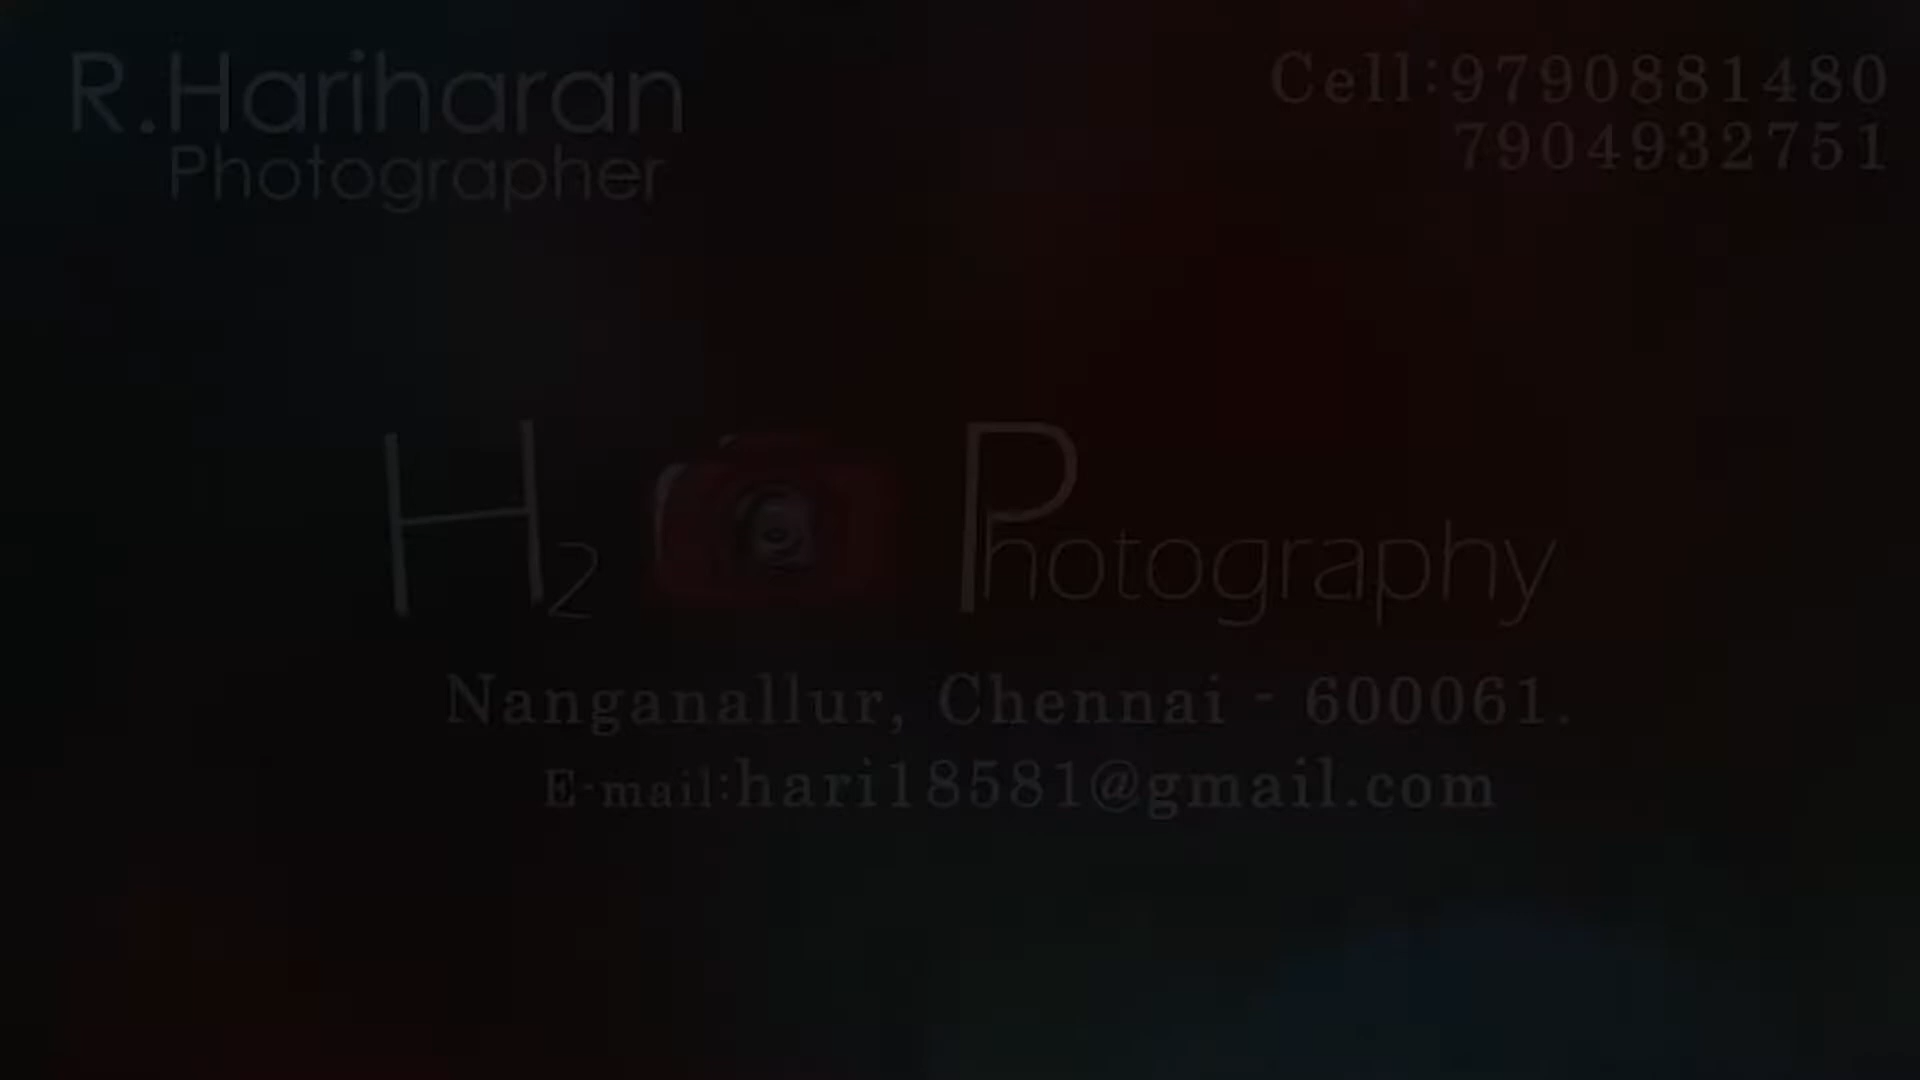 R.Hariharan
Photographer
Cell:9790881480
7904932751
H2 Photography
Nanganallur, Chennai - 600061.
E-mail:hari18581@gmail.com